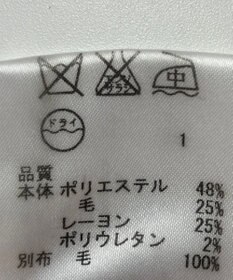 中
ドライ
1
品質
本体 ポリエステル 48%
毛 25%
レーヨン 25%
ポリウレタン 2%
別布 毛 100%